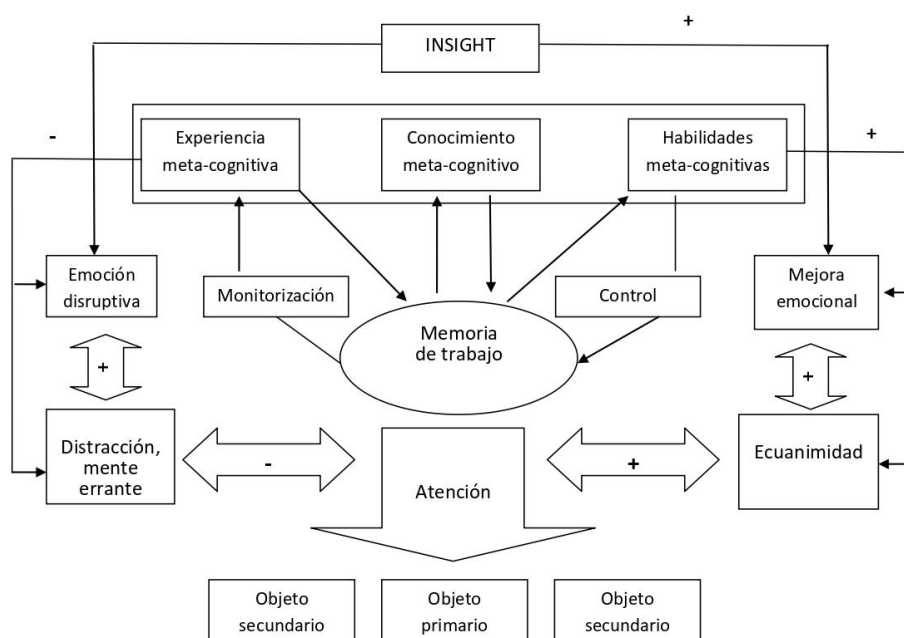 +
INSIGHT
-
Experiencia
meta-cognitiva
Conocimiento
meta-cognitivo
Habilidades
meta-cognitivas
+
Emoción
disruptiva
Monitorización
Control
Mejora
emocional
Memoria
de trabajo
+
+
Distracción,
mente
errante
-
Atención
+
Ecuanimidad
Objeto
secundario
Objeto
primario
Objeto
secundario